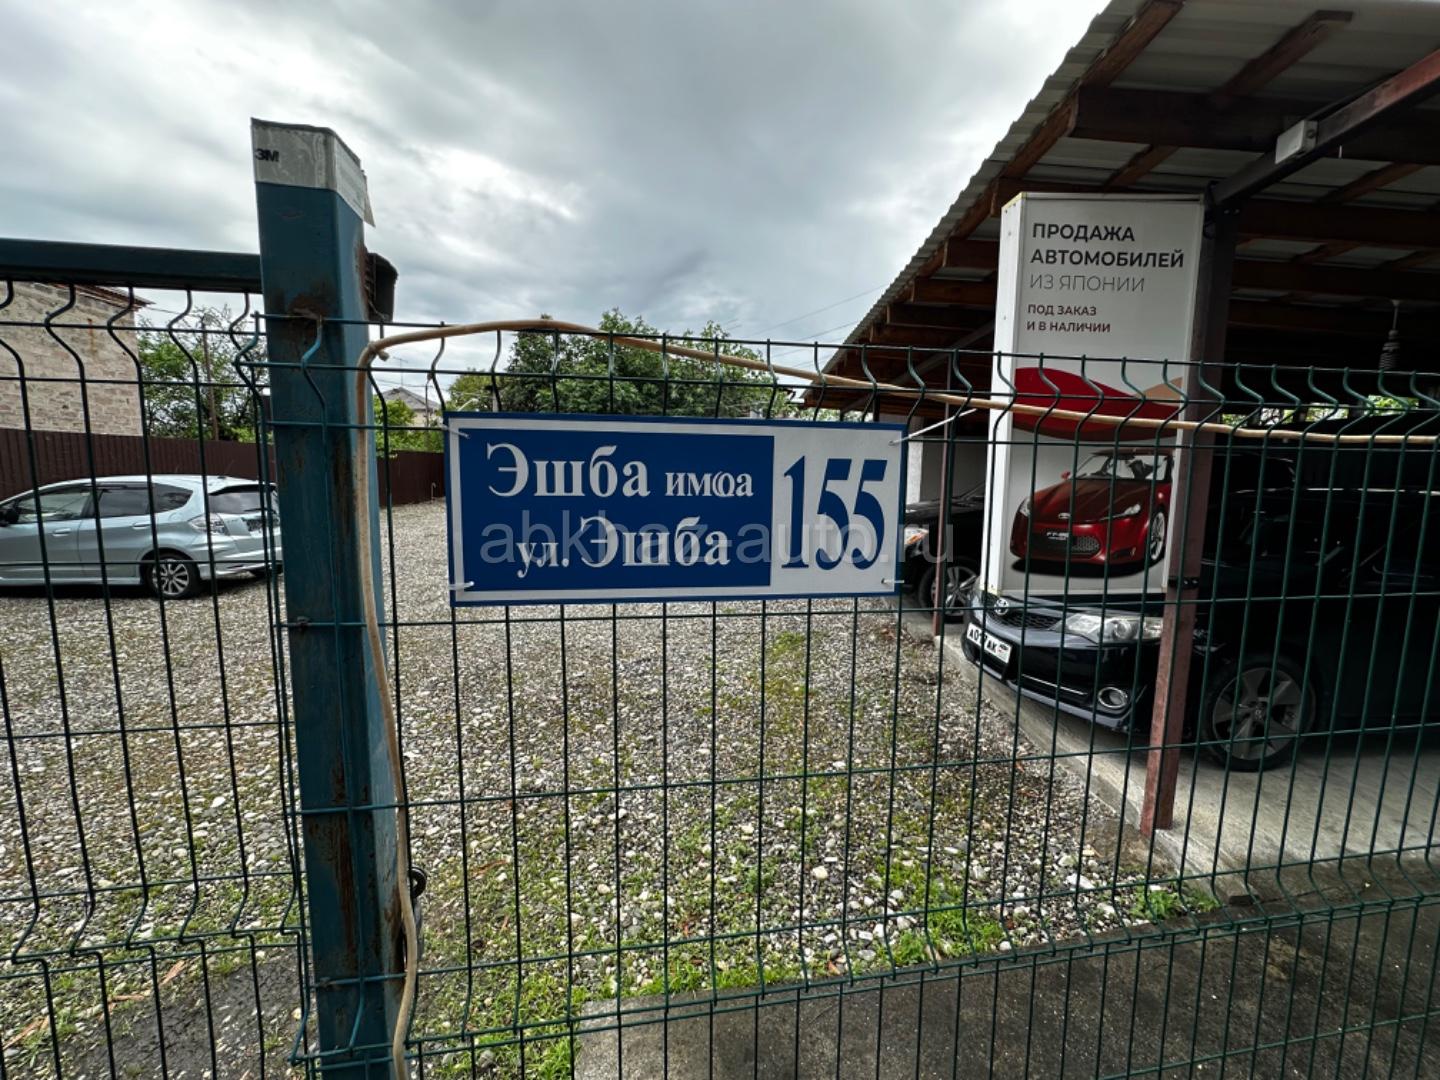 3M
ПРОДАЖА
АВТОМОБИЛЕЙ
ИЗ ЯПОНИИ
ПОД ЗАКАЗ
И В НАЛИЧИИ
Эшба имҩа
ул. Эшба
155
abkhaz-auto.ru